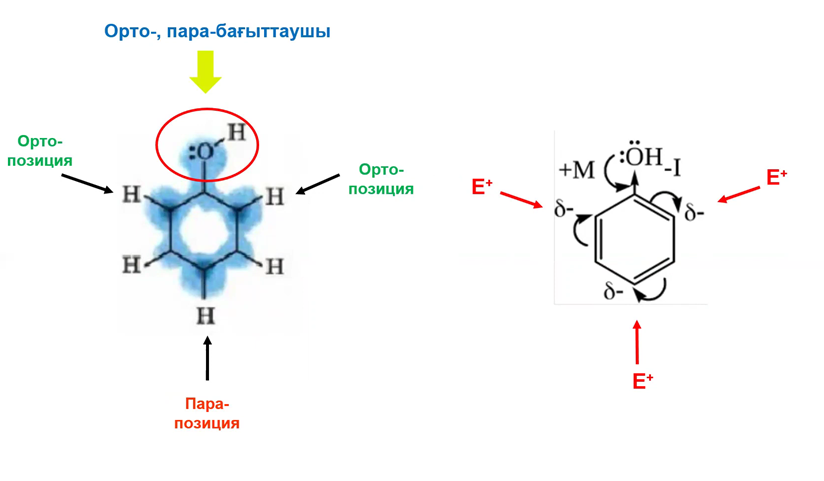 Орто-, пара-бағыттаушы
Орто-
позиция
Орто-
позиция
H
:O
H
H
H
H
H
Пара-
позиция
:ÖH
+M
-I
E⁺
E⁺
δ-
δ-
δ-
E⁺